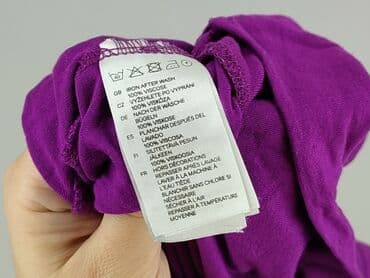 GB IRON AFTER WASH
100% VISCOSE
CZ VYŽEHLETE PO VYPRÁNÍ
100% VISKÓZA
DE NACH DER WÄSCHE
BÜGELN
100% VISKOSE
ES PLANCHAR DESPUÉS DEL
LAVADO
100% VISCOSA
FI SILITETTÄVÄ PESUN
JÄLKEEN
100% VISKOOSIA
FR HORS DÉCORATIONS
REPASSER APRÈS LAVAGE
LAVER À LA MACHINE À
L'EAU TIÈDE
BLANCHIR SANS CHLORE SI
NÉCESSAIRE
SÉCHER À L'AIR
REPASSER À TEMPÉRATURE
MOYENNE